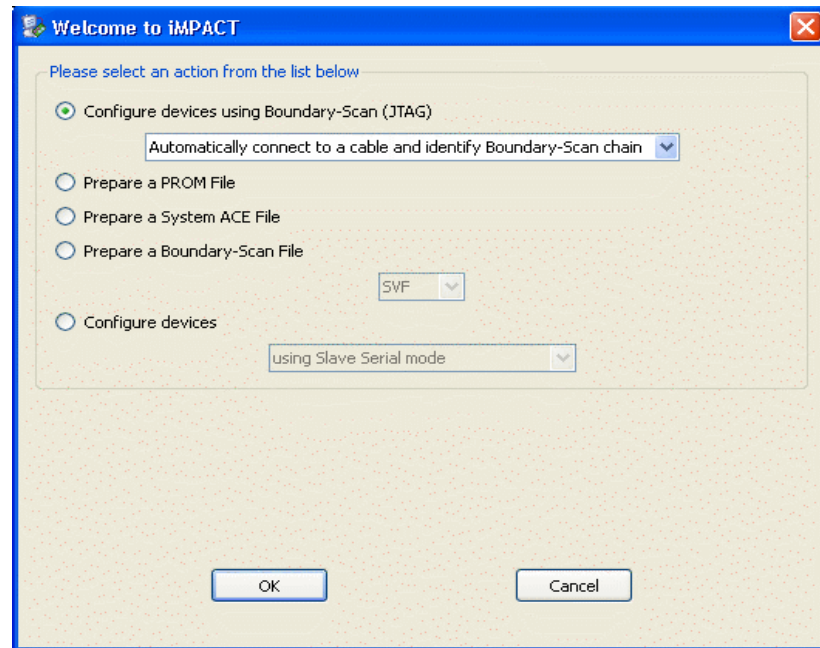 Welcome to iMPACT
Please select an action from the list below
Configure devices using Boundary-Scan (JTAG)
Automatically connect to a cable and identify Boundary-Scan chain
Prepare a PROM File
Prepare a System ACE File
Prepare a Boundary-Scan File
SVF
Configure devices
using Slave Serial mode
OK
Cancel